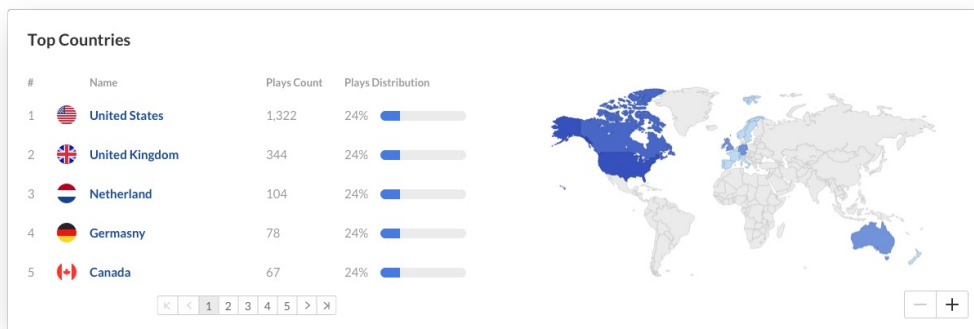 Top Countries
# Name Plays Count Plays Distribution
1 United States 1,322 24%
2 United Kingdom 344 24%
3 Netherland 104 24%
4 Germasny 78 24%
5 Canada 67 24%
1 2 3 4 5